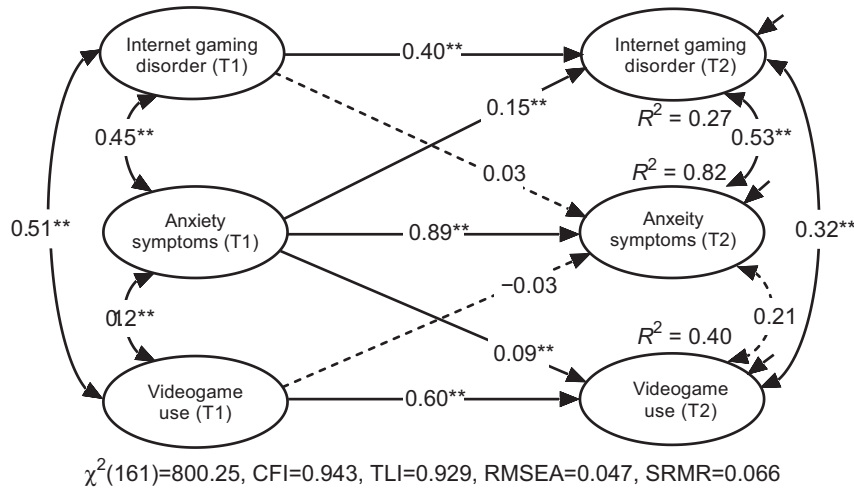 Internet gaming
disorder (T1)
0.40**
Internet gaming
disorder (T2)
0.15**
R² = 0.27
0.45**
0.53**
0.03
R² = 0.82
Anxiety
symptoms (T1)
0.89**
Anxeity
symptoms (T2)
0.51**
0.32**
−0.03
0.12**
0.21
R² = 0.40
0.09**
Videogame
use (T1)
0.60**
Videogame
use (T2)
χ²(161)=800.25, CFI=0.943, TLI=0.929, RMSEA=0.047, SRMR=0.066